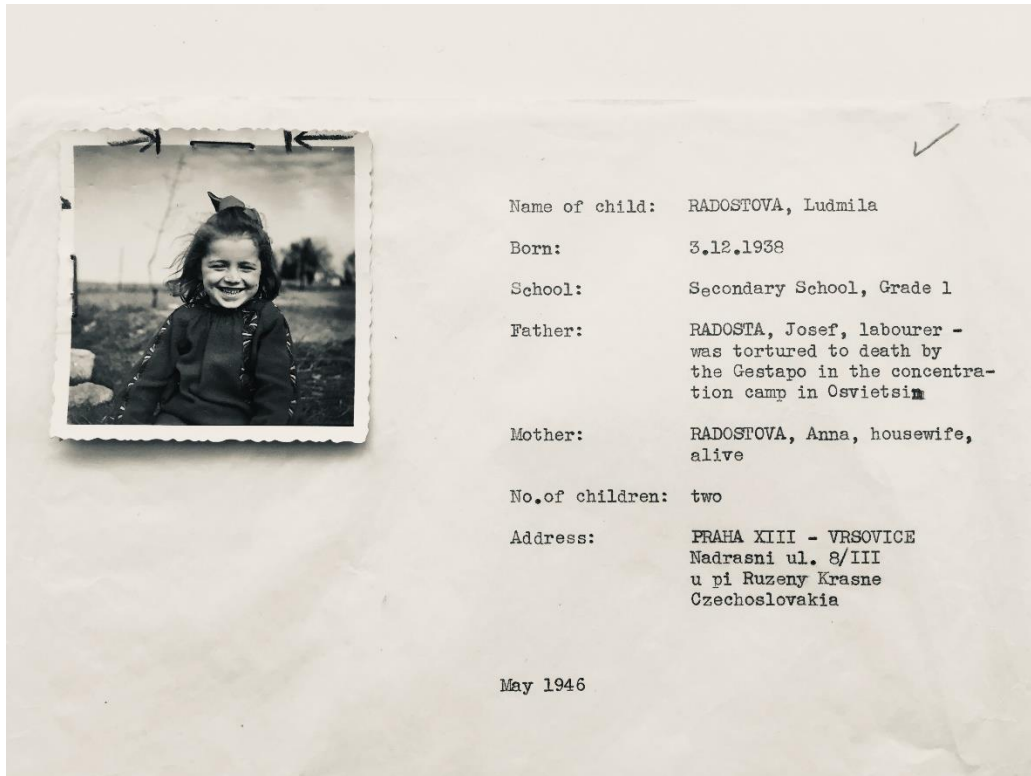 Name of child: RADOSTOVA, Ludmila
Born: 3.12.1938
School: Secondary School, Grade 1
Father: RADOSTA, Josef, labourer -
was tortured to death by
the Gestapo in the concentra-
tion camp in Osvietsin
Mother: RADOSTOVA, Anna, housewife,
alive
No.of children: two
Address: PRAHA XIII - VRSOVICE
Nadrasni ul. 8/III
u pi Ruzeny Krasne
Czechoslovakia
May 1946